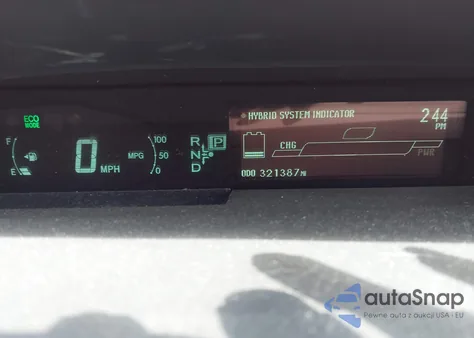 ECO
MODE
F
E
0 MPH
100
MPG 50
0
R
N
D
P
B
HYBRID SYSTEM INDICATOR
2:44
PM
CHG
PWR
ODO 321387MI
autoSnap
Pewne auta z aukcji USA - EU